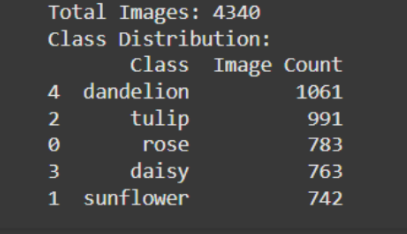 Total Images: 4340
Class Distribution:
Class Image Count
4 dandelion 1061
2 tulip 991
0 rose 783
3 daisy 763
1 sunflower 742